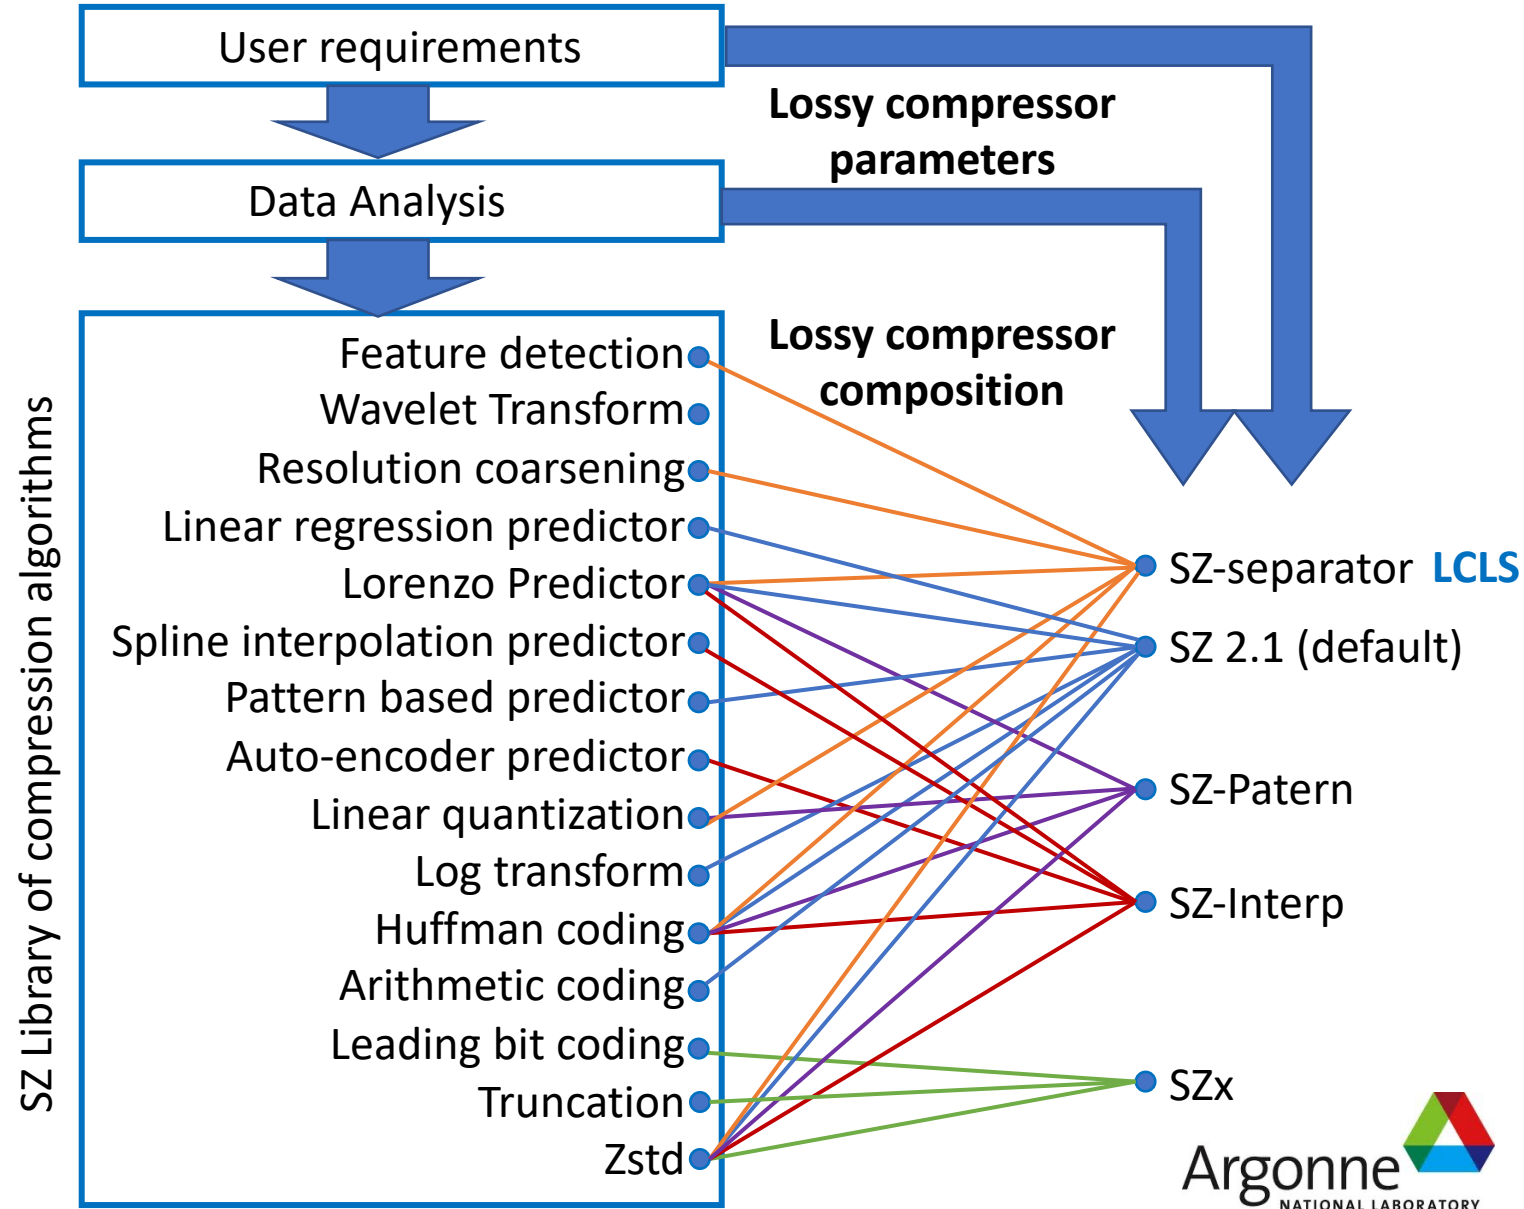 User requirements
Lossy compressor
parameters
Data Analysis
Lossy compressor
composition
SZ Library of compression algorithms
Feature detection
Wavelet Transform
Resolution coarsening
Linear regression predictor
Lorenzo Predictor
Spline interpolation predictor
Pattern based predictor
Auto-encoder predictor
Linear quantization
Log transform
Huffman coding
Arithmetic coding
Leading bit coding
Truncation
Zstd
SZ-separator LCLS
SZ 2.1 (default)
SZ-Patern
SZ-Interp
SZx
Argonne
NATIONAL LABORATORY